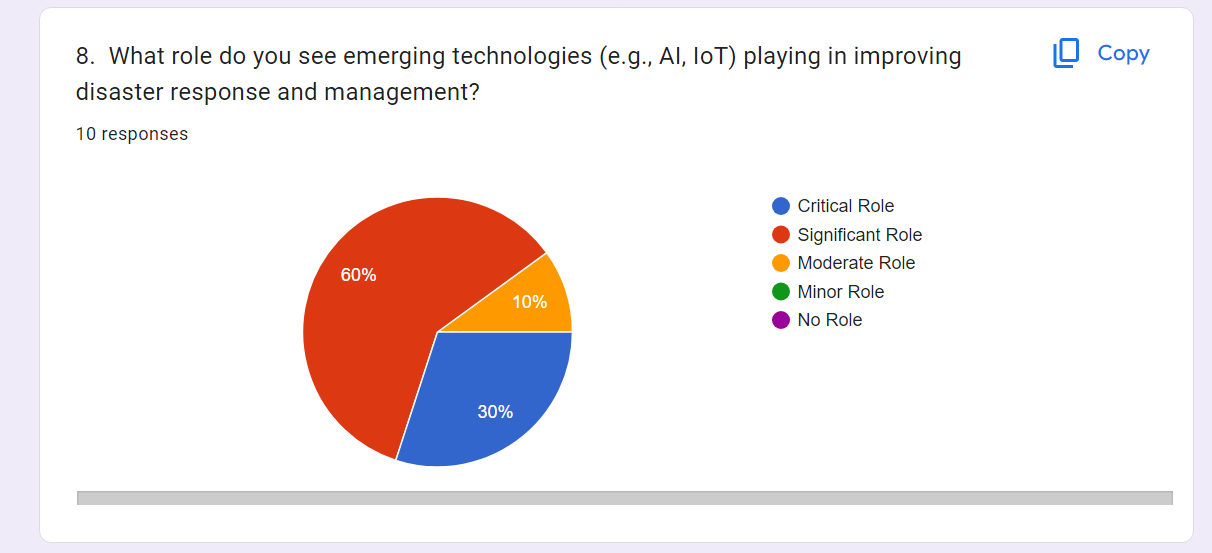 8. What role do you see emerging technologies (e.g., AI, IoT) playing in improving
disaster response and management?
Copy
10 responses
60%
10%
30%
Critical Role
Significant Role
Moderate Role
Minor Role
No Role